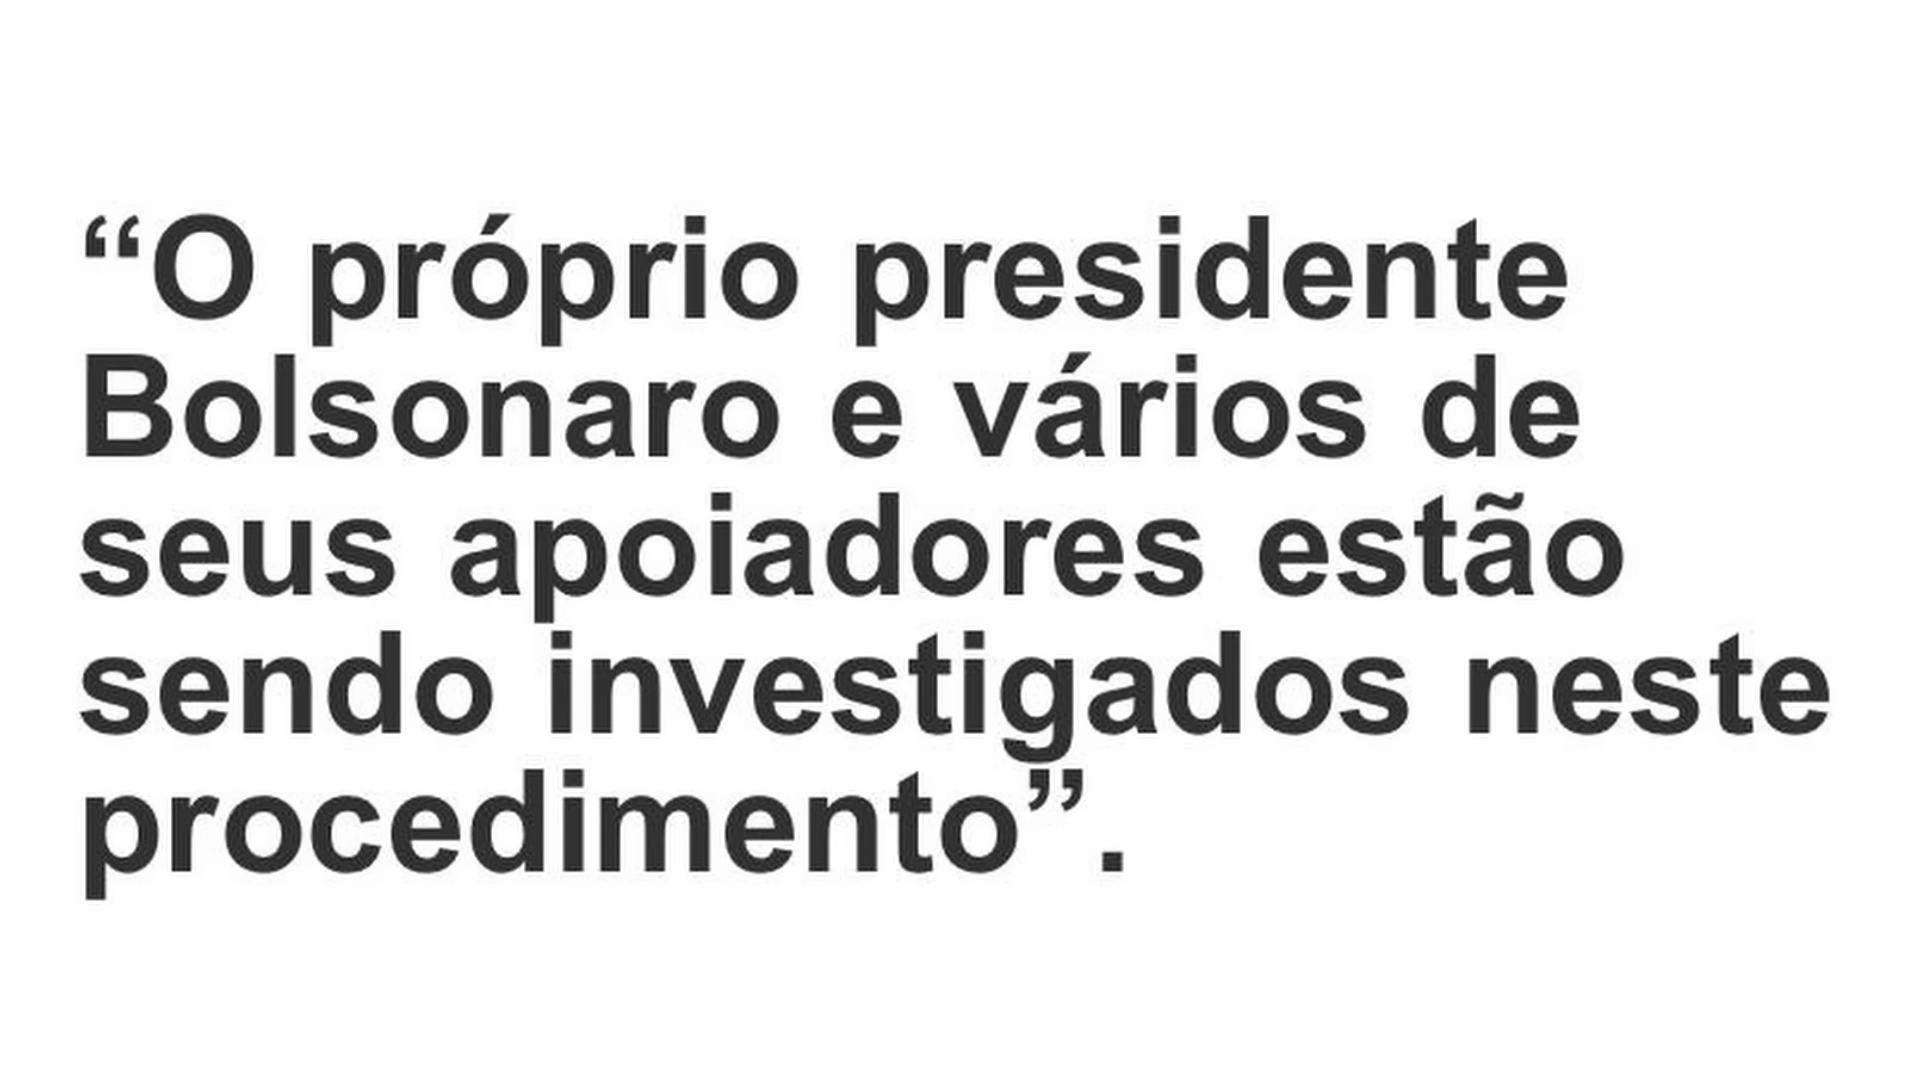 “O próprio presidente
Bolsonaro e vários de
seus apoiadores estão
sendo investigados neste
procedimento”.